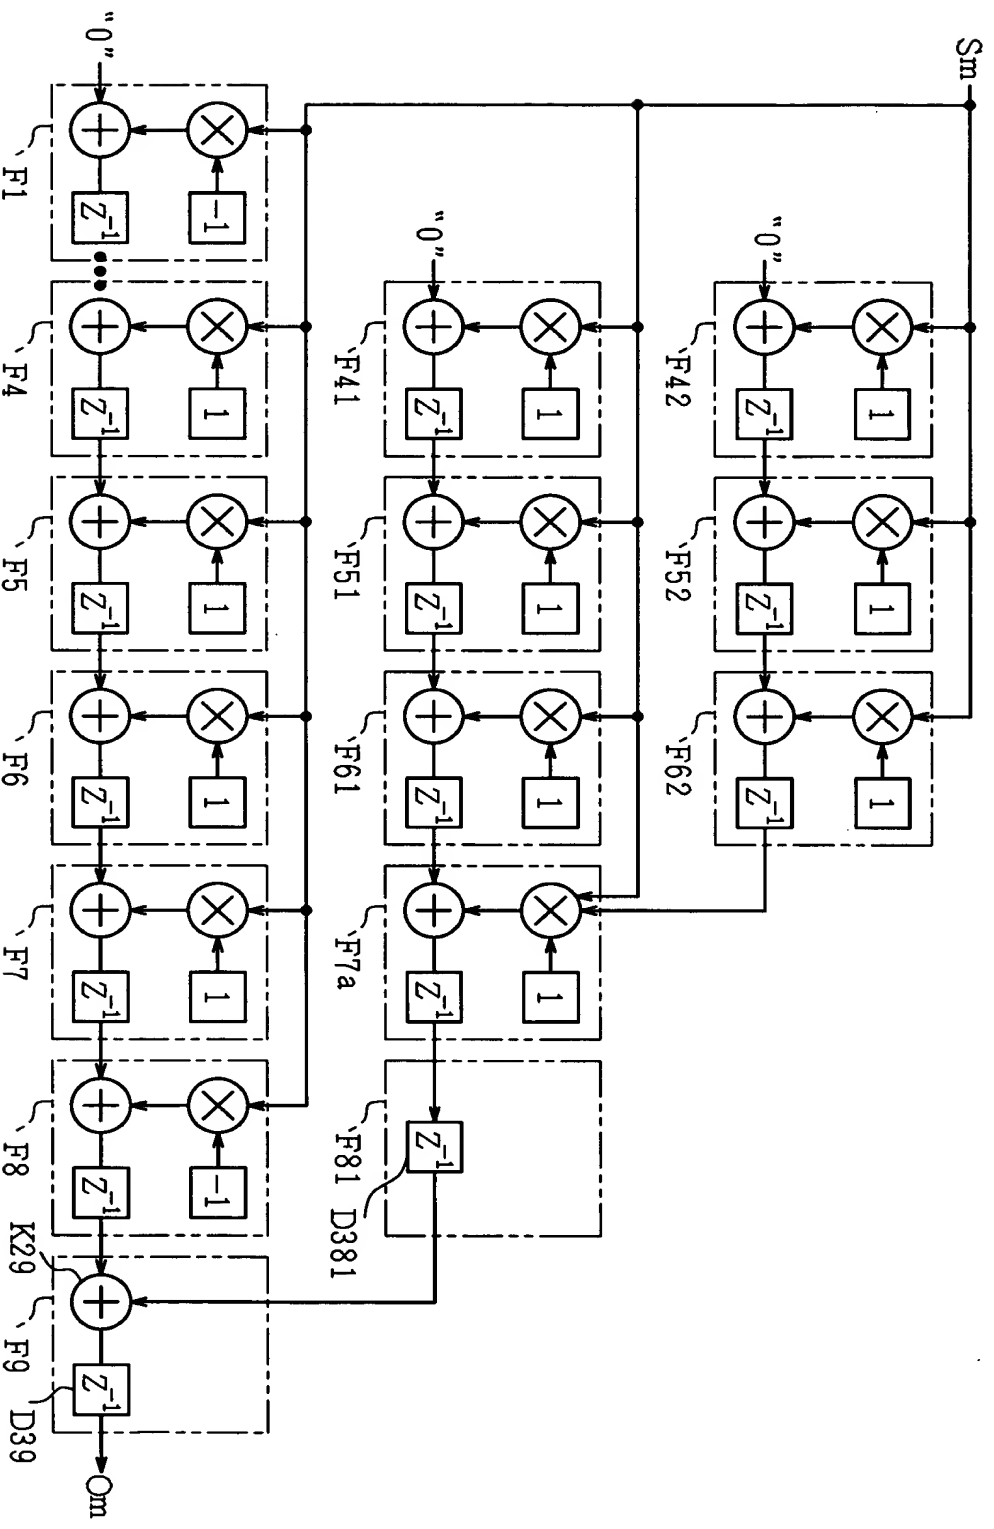 Sm
1 1 1
"0" Z⁻¹ Z⁻¹ Z⁻¹
F42 F52 F62
1 1 1 1
"0" Z⁻¹ Z⁻¹ Z⁻¹ Z⁻¹ Z⁻¹
F41 F51 F61 F7a F81 D381
-1 1 1 1 1 -1
"0" Z⁻¹ Z⁻¹ Z⁻¹ Z⁻¹ Z⁻¹ Z⁻¹ Z⁻¹ Om
F1 F4 F5 F6 F7 F8 K29 F9 D39